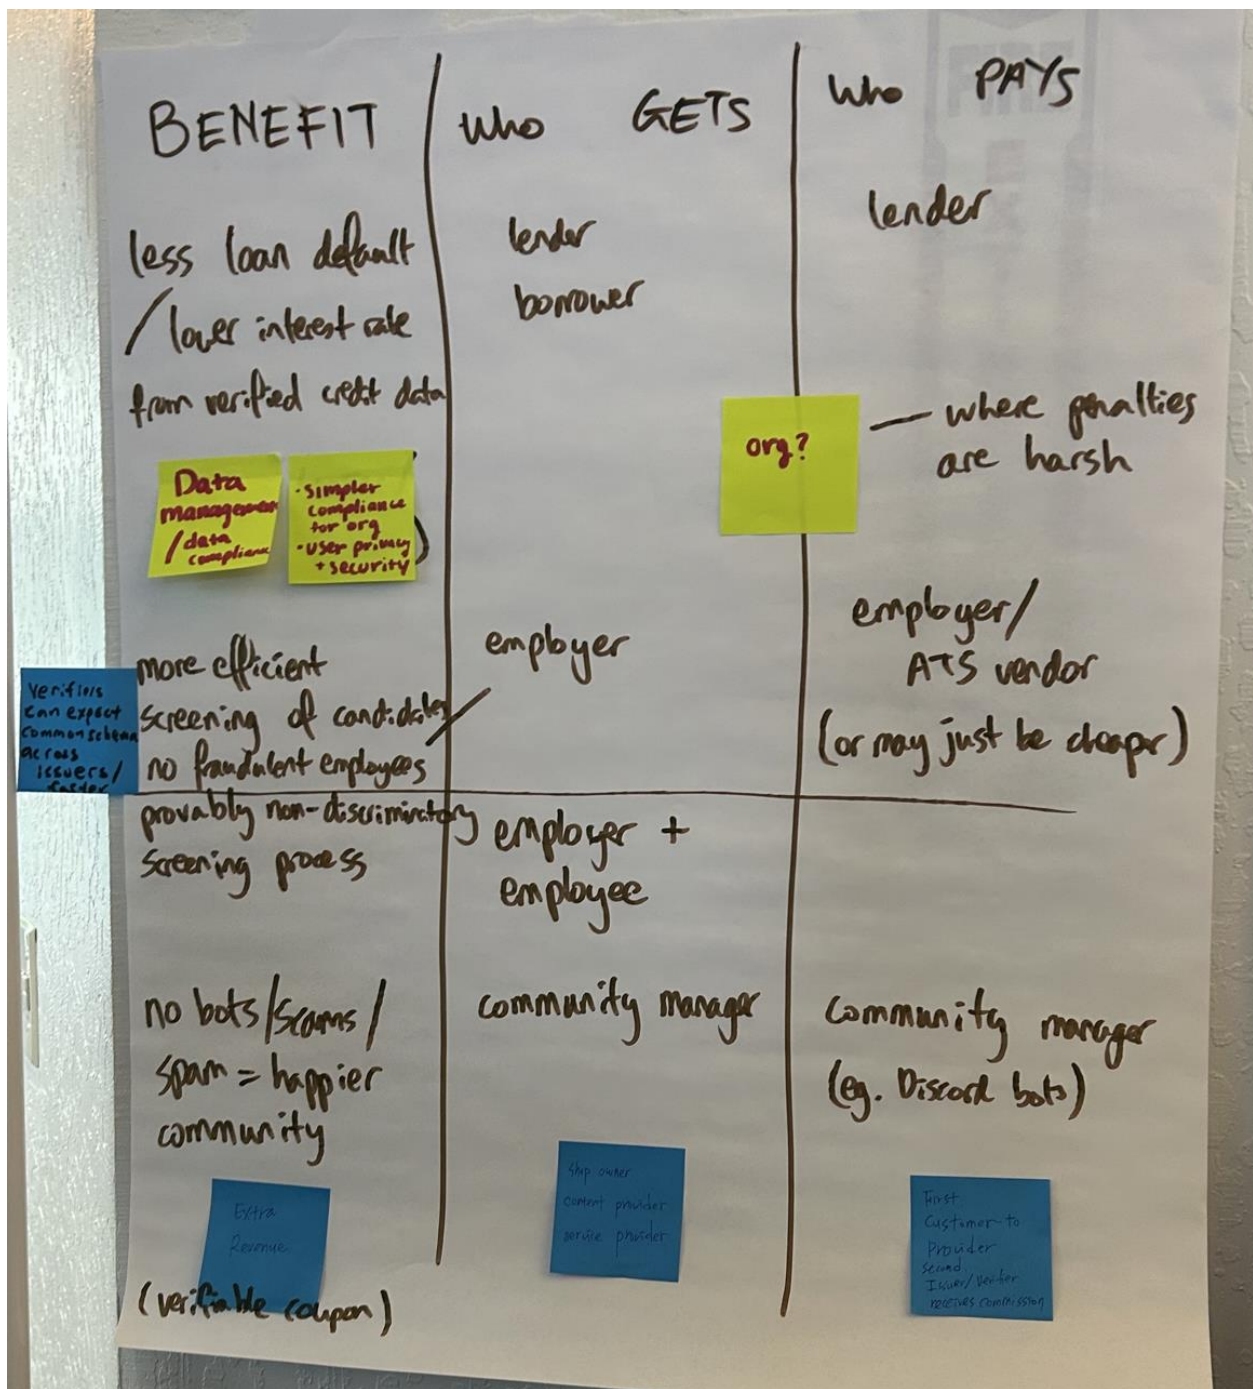 BENEFIT
Who GETS
Who PAYS
less loan default
/lower interest rate
from verified credit data
lender
borrower
lender
Data
management
/data
compliance
·Simpler
compliance
for org
·User privacy
+ security
org?
— where penalties
are harsh
Verifiers
can expect
common schema
across
issuers/
faster
more efficient
screening of candidates/
no fraudulent employees
employer
employer/
ATS vendor
(or may just be cheaper)
provably non-discriminatory
screening process
employer +
employee
no bots/scams/
spam = happier
community
community manager
community manager
(eg. Discord bots)
Extra
Revenue
(verifiable coupon)
Ship owner
content provider
service provider
First
Customer to
Provider
second
Issuer/Verifier
receives commission